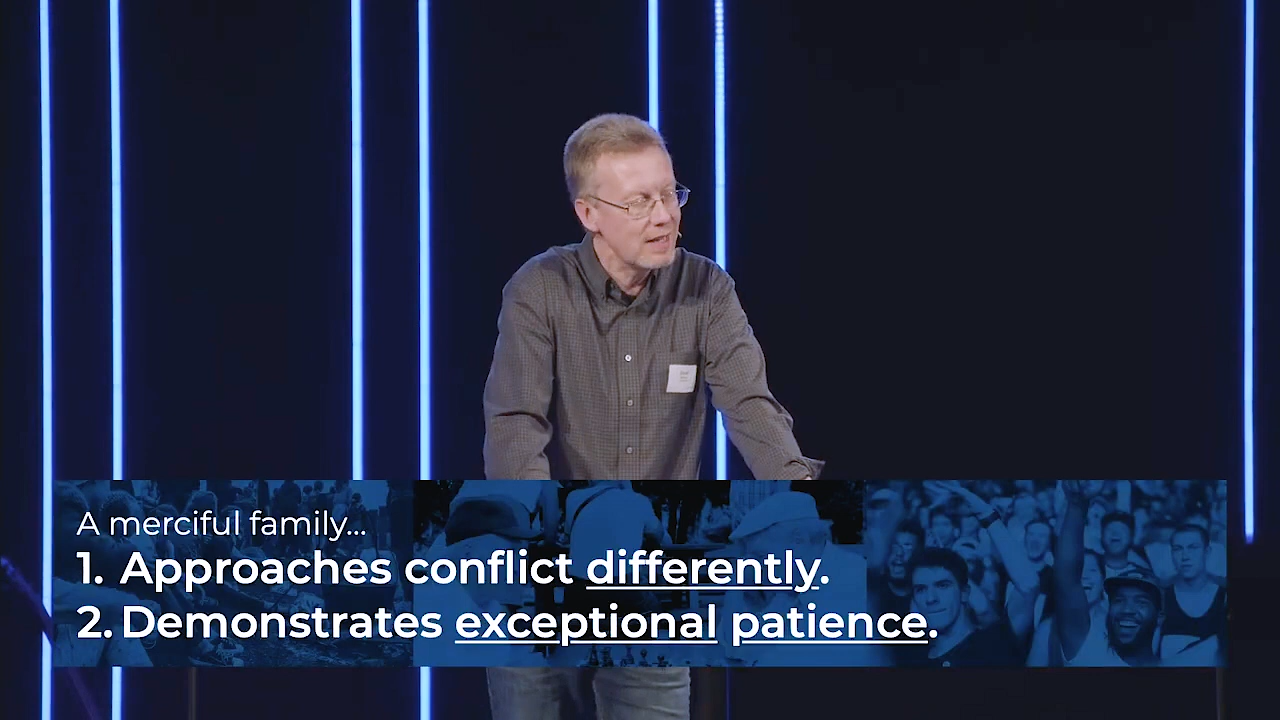 A merciful family...
1. Approaches conflict differently.
2. Demonstrates exceptional patience.